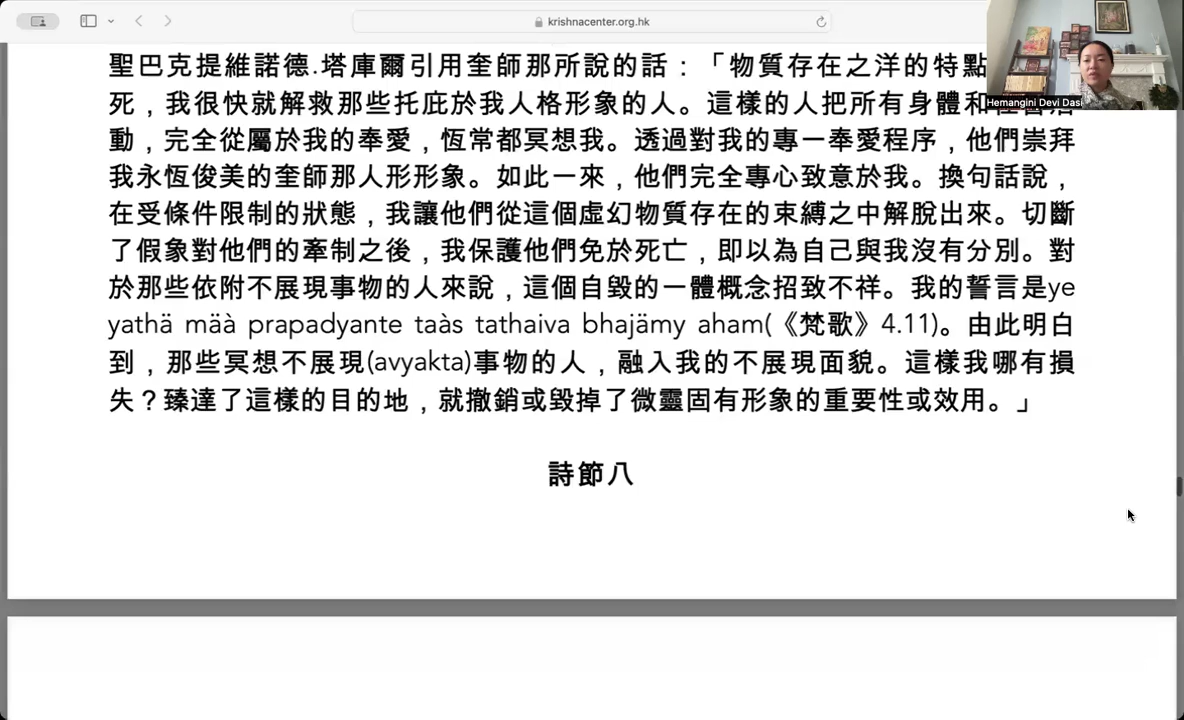 krishnacenter.org.hk
聖巴克提維諾德.塔庫爾引用奎師那所說的話：「物質存在之洋的特點
死，我很快就解救那些托庇於我人格形象的人。這樣的人把所有身體和
Hemangini Devi Dasi
動，完全從屬於我的奉愛，恆常都冥想我。透過對我的專一奉愛程序，他們崇拜
我永恆俊美的奎師那人形形象。如此一來，他們完全專心致意於我。換句話說，
在受條件限制的狀態，我讓他們從這個虛幻物質存在的束縛之中解脫出來。切斷
了假象對他們的牽制之後，我保護他們免於死亡，即以為自己與我沒有分別。對
於那些依附不展現事物的人來說，這個自毀的一體概念招致不祥。我的誓言是ye
yathä mäà prapadyante taàs tathaiva bhajämy aham(《梵歌》4.11)。由此明白
到，那些冥想不展現(avyakta)事物的人，融入我的不展現面貌。這樣我哪有損
失？臻達了這樣的目的地，就撤銷或毀掉了微靈固有形象的重要性或效用。」
詩節八